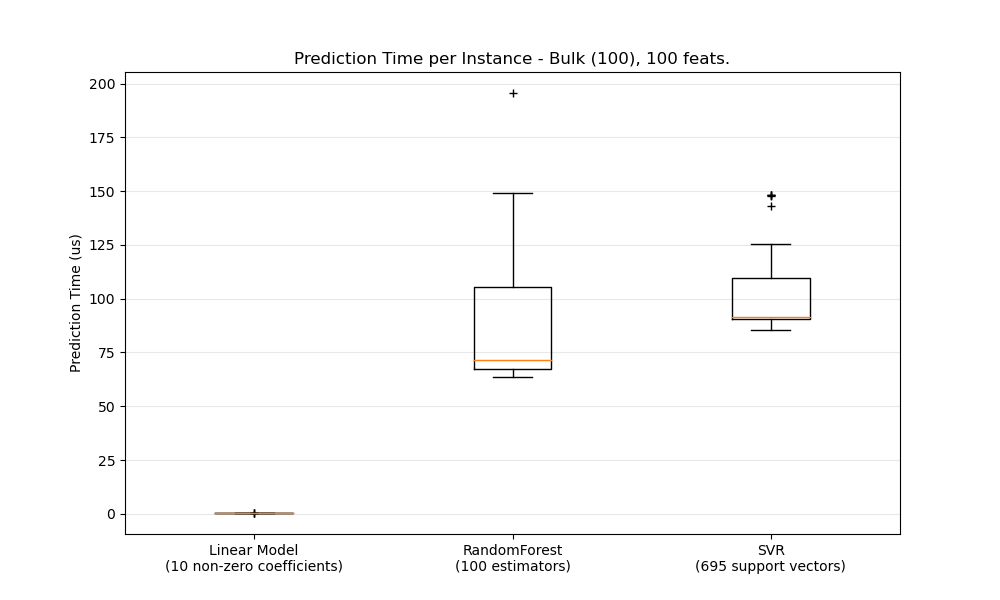 Prediction Time per Instance - Bulk (100), 100 feats.
200
175
150
125
100
75
50
25
0
Prediction Time (us)
Linear Model
(10 non-zero coefficients)
RandomForest
(100 estimators)
SVR
(695 support vectors)